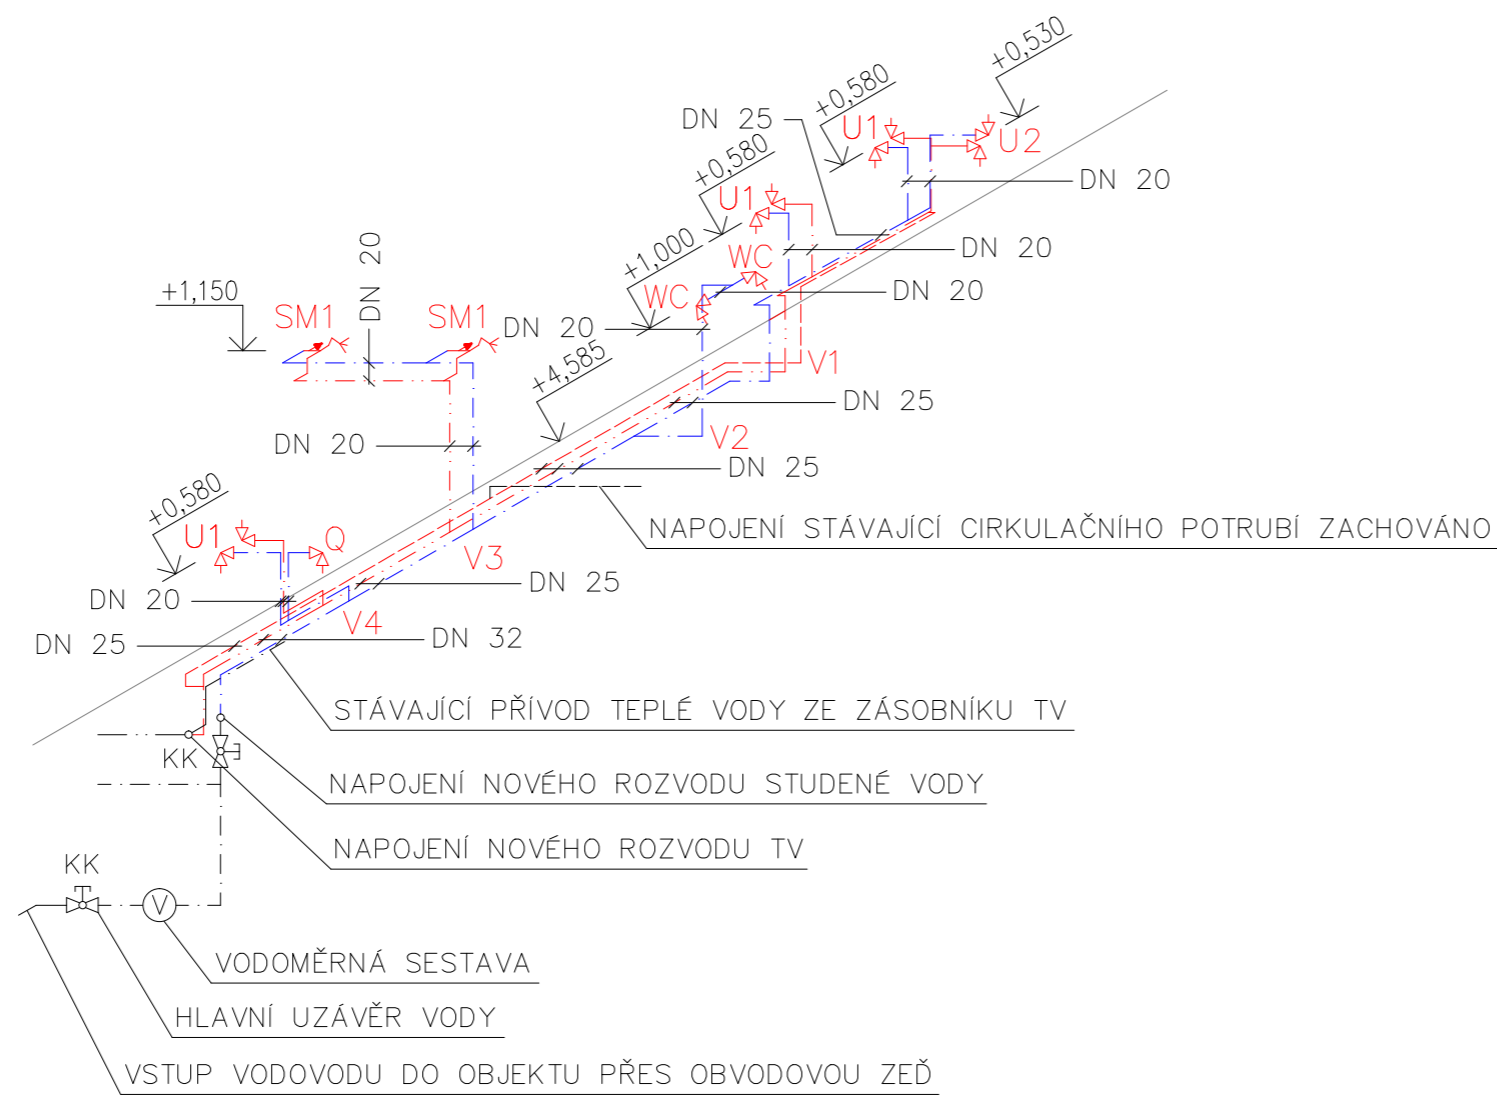 +0,530
+0,580
DN 25
U1
U2
+0,580
DN 20
U1
+1,000
DN 20
WC
DN 20
+1,150
SM1
DN 20
SM1
WC
DN 20
DN 20
V1
+4,585
DN 25
V2
DN 20
DN 25
+0,580
NAPOJENÍ STÁVAJÍCÍ CIRKULAČNÍHO POTRUBÍ ZACHOVÁNO
U1
Q
V3
DN 25
DN 20
V4
DN 25
DN 32
STÁVAJÍCÍ PŘÍVOD TEPLÉ VODY ZE ZÁSOBNÍKU TV
KK
NAPOJENÍ NOVÉHO ROZVODU STUDENÉ VODY
NAPOJENÍ NOVÉHO ROZVODU TV
KK
V
VODOMĚRNÁ SESTAVA
HLAVNÍ UZÁVĚR VODY
VSTUP VODOVODU DO OBJEKTU PŘES OBVODOVOU ZEĎ